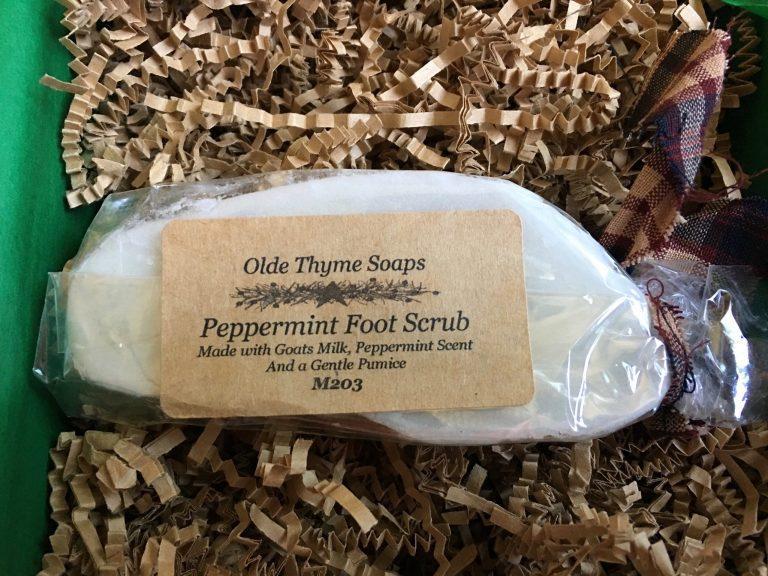 Olde Thyme Soaps
Peppermint Foot Scrub
Made with Goats Milk, Peppermint Scent
And a Gentle Pumice
M203